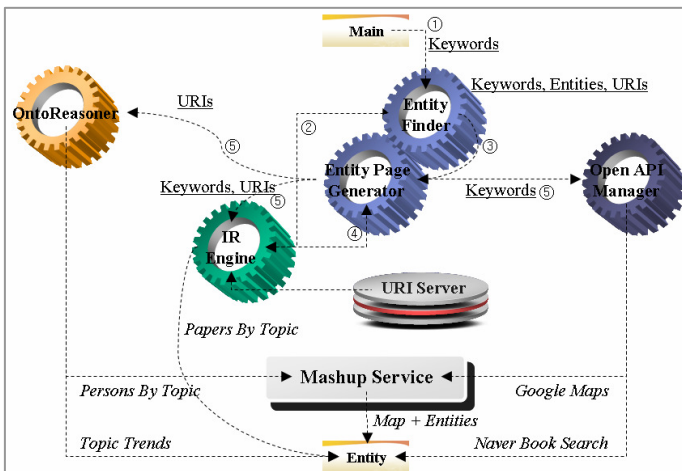 ①
Main
Keywords
Keywords, Entities, URIs
OntoReasoner
URIs
②
Entity
Finder
③
⑤
Entity Page
Generator
Keywords, URIs
⑤
Keywords ⑤
Open API
Manager
④
IR
Engine
URI Server
Papers By Topic
Mashup Service
Persons By Topic
Google Maps
Map + Entities
Topic Trends
Entity
Naver Book Search